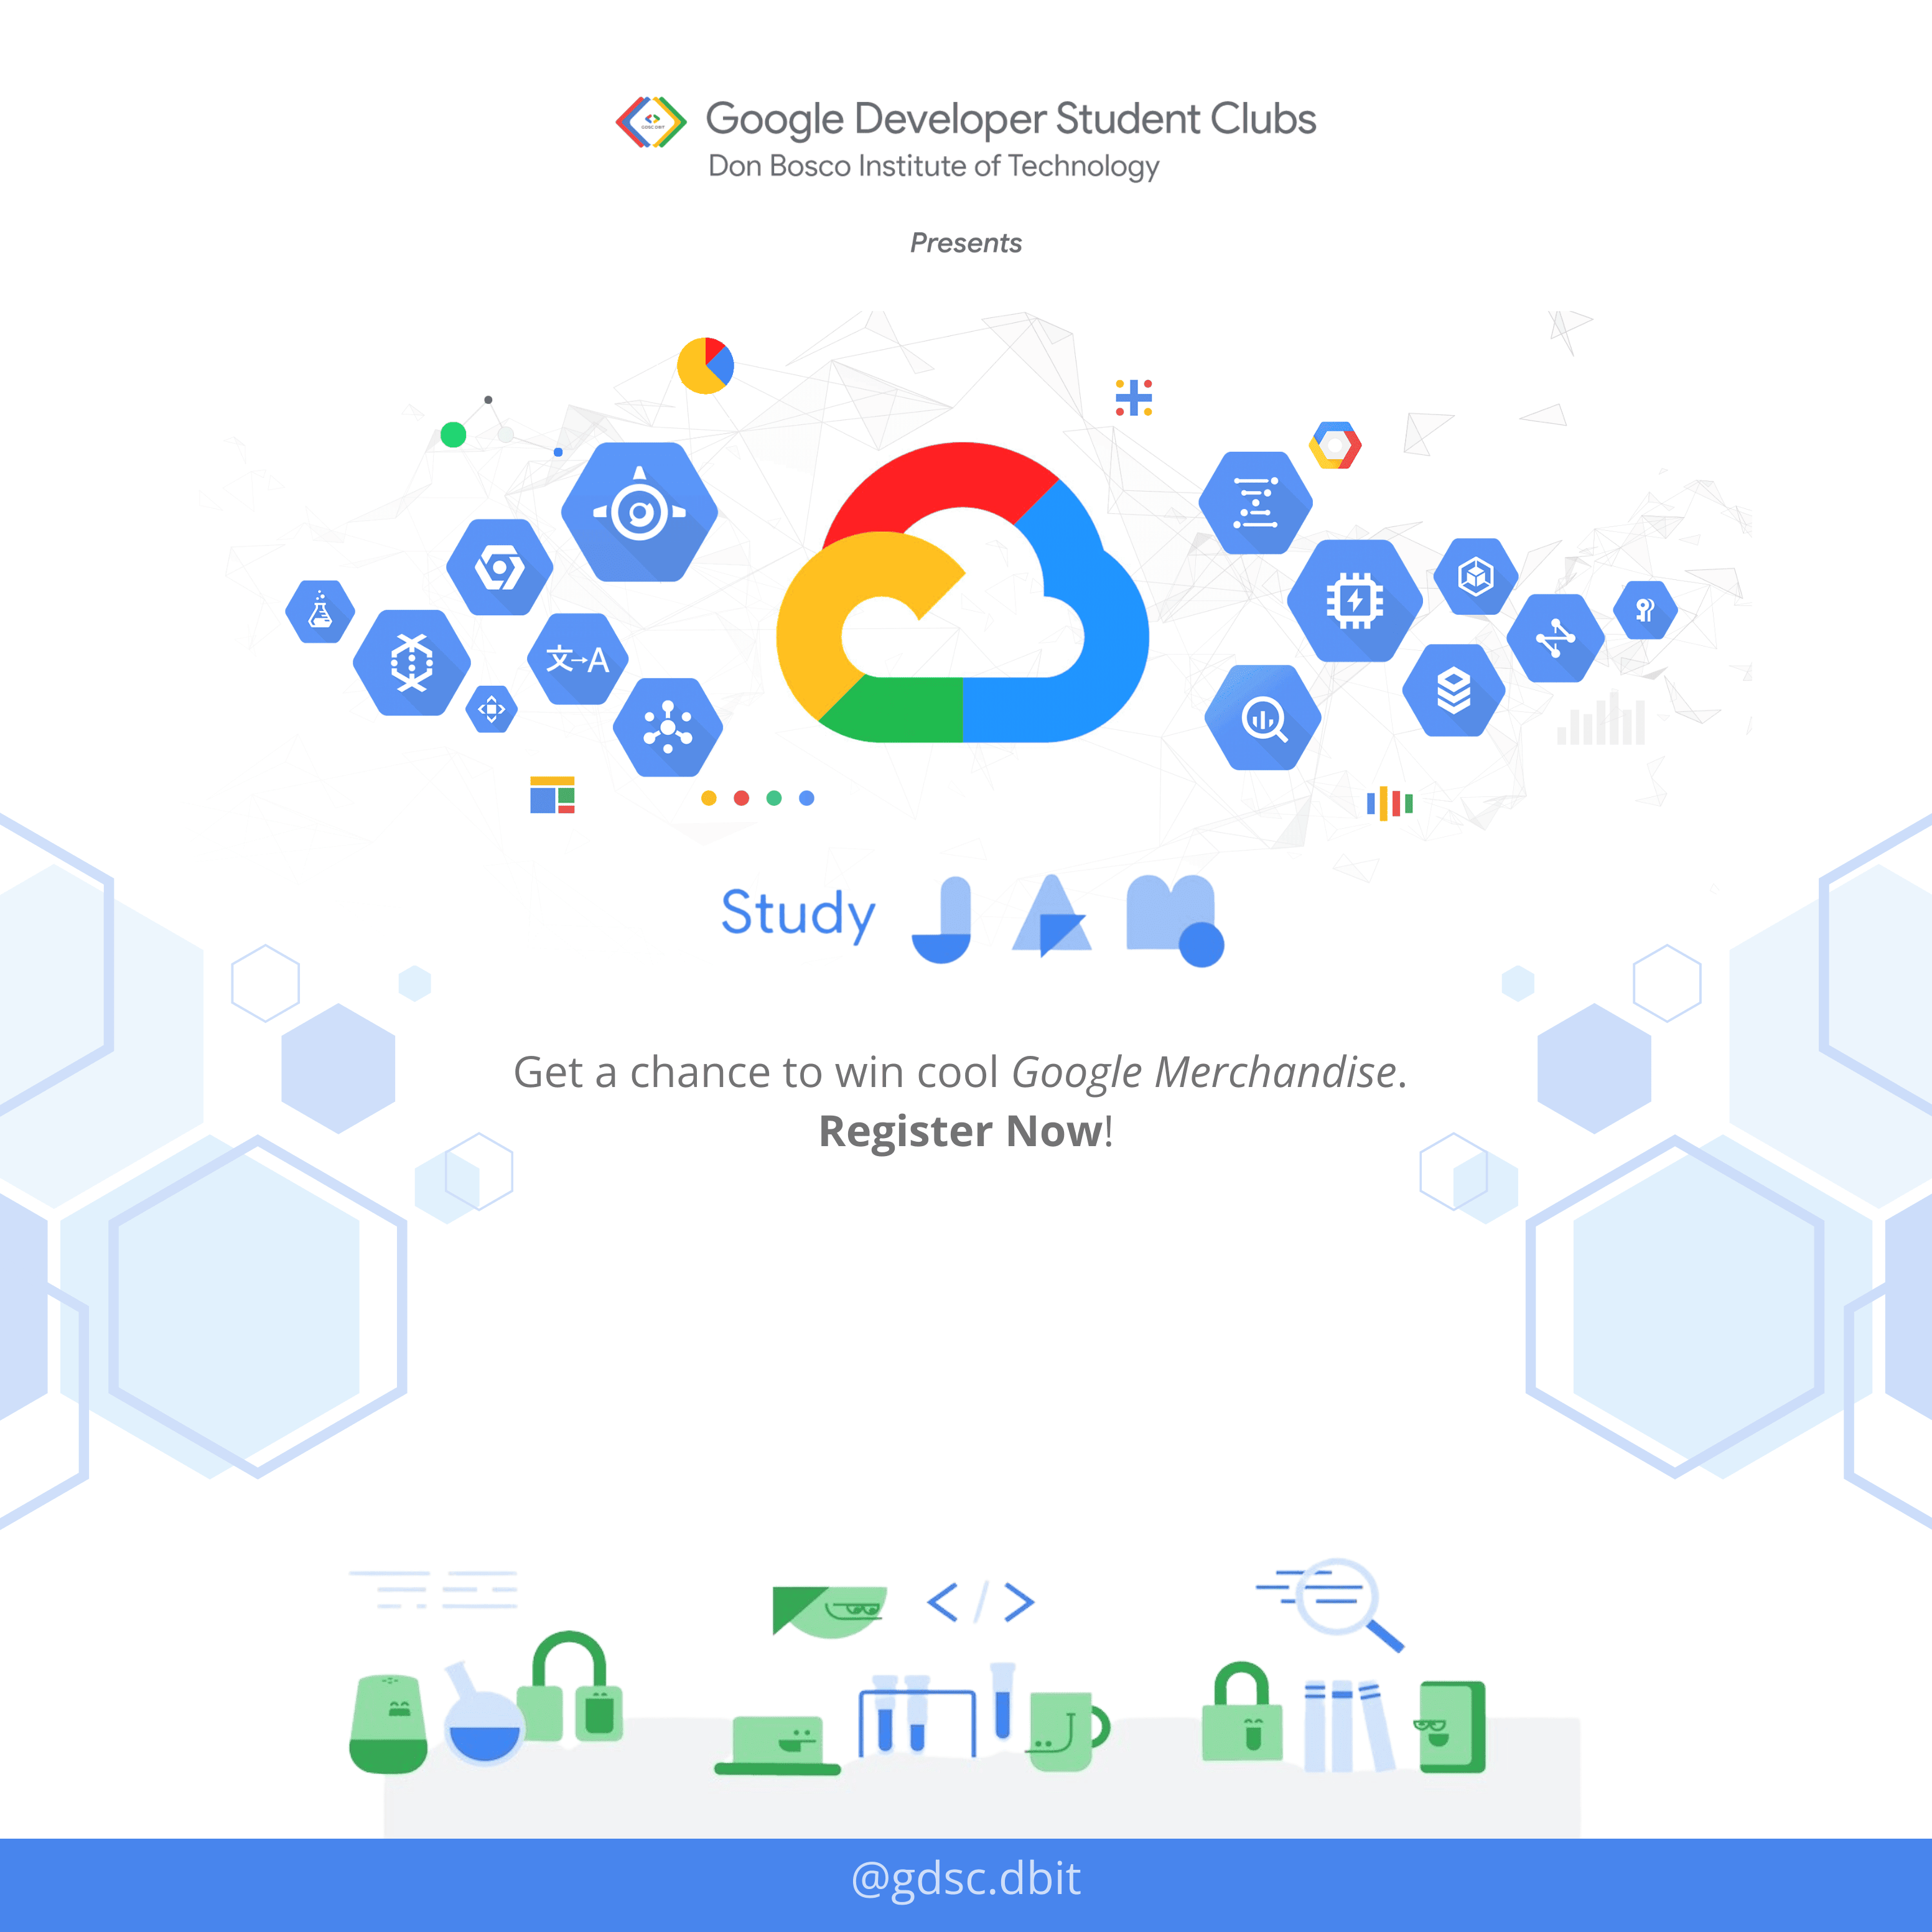 Google Developer Student Clubs
Don Bosco Institute of Technology
Presents
文→A
Study JAM
Get a chance to win cool Google Merchandise.
Register Now!
</>
@gdsc.dbit